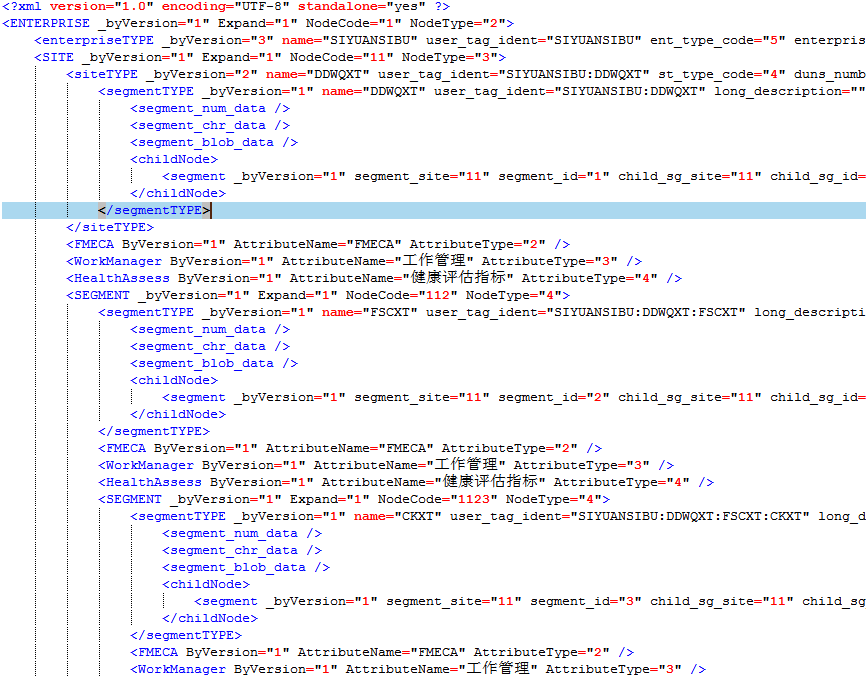 <?xml version="1.0" encoding="UTF-8" standalone="yes" ?>
<ENTERPRISE _byVersion="1" Expand="1" NodeCode="1" NodeType="2">
<enterpriseTYPE _byVersion="3" name="SIYUANSIBU" user_tag_ident="SIYUANSIBU" ent_type_code="5" enterpris
<SITE _byVersion="1" Expand="1" NodeCode="11" NodeType="3">
<siteTYPE _byVersion="2" name="DDWQXT" user_tag_ident="SIYUANSIBU:DDWQXT" st_type_code="4" duns_numb
<segmentTYPE _byVersion="1" name="DDWQXT" user_tag_ident="SIYUANSIBU:DDWQXT" long_description=""
<segment_num_data />
<segment_chr_data />
<segment_blob_data />
<childNode>
<segment _byVersion="1" segment_site="11" segment_id="1" child_sg_site="11" child_sg_id=
</childNode>
</segmentTYPE>
</siteTYPE>
<FMECA ByVersion="1" AttributeName="FMECA" AttributeType="2" />
<WorkManager ByVersion="1" AttributeName="工作管理" AttributeType="3" />
<HealthAssess ByVersion="1" AttributeName="健康评估指标" AttributeType="4" />
<SEGMENT _byVersion="1" Expand="1" NodeCode="112" NodeType="4">
<segmentTYPE _byVersion="1" name="FSCXT" user_tag_ident="SIYUANSIBU:DDWQXT:FSCXT" long_descripti
<segment_num_data />
<segment_chr_data />
<segment_blob_data />
<childNode>
<segment _byVersion="1" segment_site="11" segment_id="2" child_sg_site="11" child_sg_id=
</childNode>
</segmentTYPE>
<FMECA ByVersion="1" AttributeName="FMECA" AttributeType="2" />
<WorkManager ByVersion="1" AttributeName="工作管理" AttributeType="3" />
<HealthAssess ByVersion="1" AttributeName="健康评估指标" AttributeType="4" />
<SEGMENT _byVersion="1" Expand="1" NodeCode="1123" NodeType="4">
<segmentTYPE _byVersion="1" name="CKXT" user_tag_ident="SIYUANSIBU:DDWQXT:FSCXT:CKXT" long_d
<segment_num_data />
<segment_chr_data />
<segment_blob_data />
<childNode>
<segment _byVersion="1" segment_site="11" segment_id="3" child_sg_site="11" child_sg
</childNode>
</segmentTYPE>
<FMECA ByVersion="1" AttributeName="FMECA" AttributeType="2" />
<WorkManager ByVersion="1" AttributeName="工作管理" AttributeType="3" />